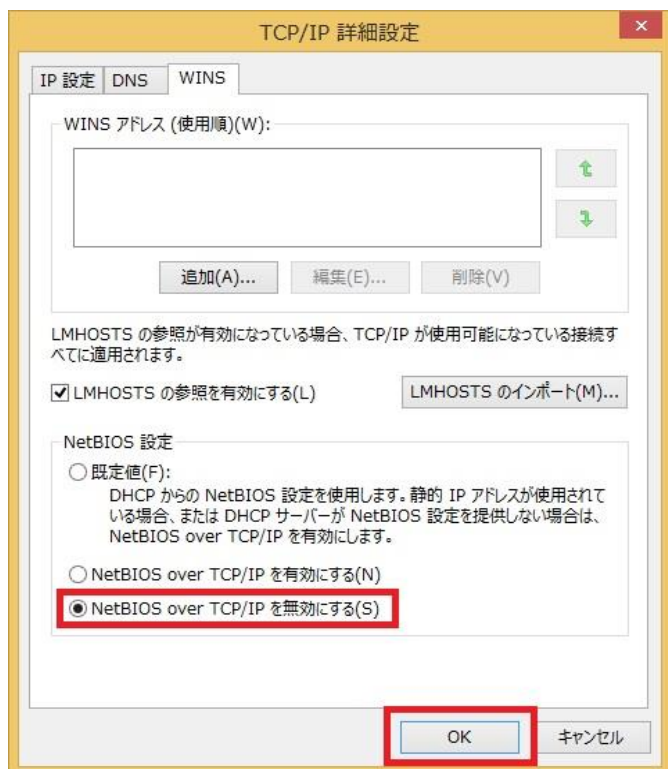 TCP/IP 詳細設定
IP 設定 DNS WINS
WINS アドレス (使用順)(W):
追加(A)... 編集(E)... 削除(V)
LMHOSTS の参照が有効になっている場合、TCP/IP が使用可能になっている接続す
べてに適用されます。
LMHOSTS の参照を有効にする(L) LMHOSTS のインポート(M)...
NetBIOS 設定
既定値(F):
DHCP からの NetBIOS 設定を使用します。静的 IP アドレスが使用されて
いる場合、または DHCP サーバーが NetBIOS 設定を提供しない場合は、
NetBIOS over TCP/IP を有効にします。
NetBIOS over TCP/IP を有効にする(N)
NetBIOS over TCP/IP を無効にする(S)
OK キャンセル